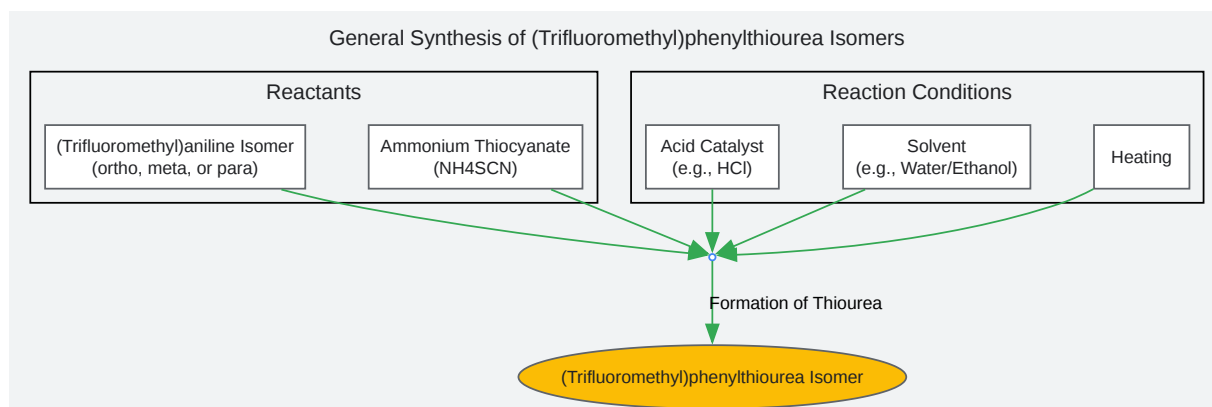 General Synthesis of (Trifluoromethyl)phenylthiourea Isomers
Reactants
Reaction Conditions
(Trifluoromethyl)aniline Isomer
(ortho, meta, or para)
Ammonium Thiocyanate
(NH4SCN)
Acid Catalyst
(e.g., HCl)
Solvent
(e.g., Water/Ethanol)
Heating
Formation of Thiourea
(Trifluoromethyl)phenylthiourea Isomer